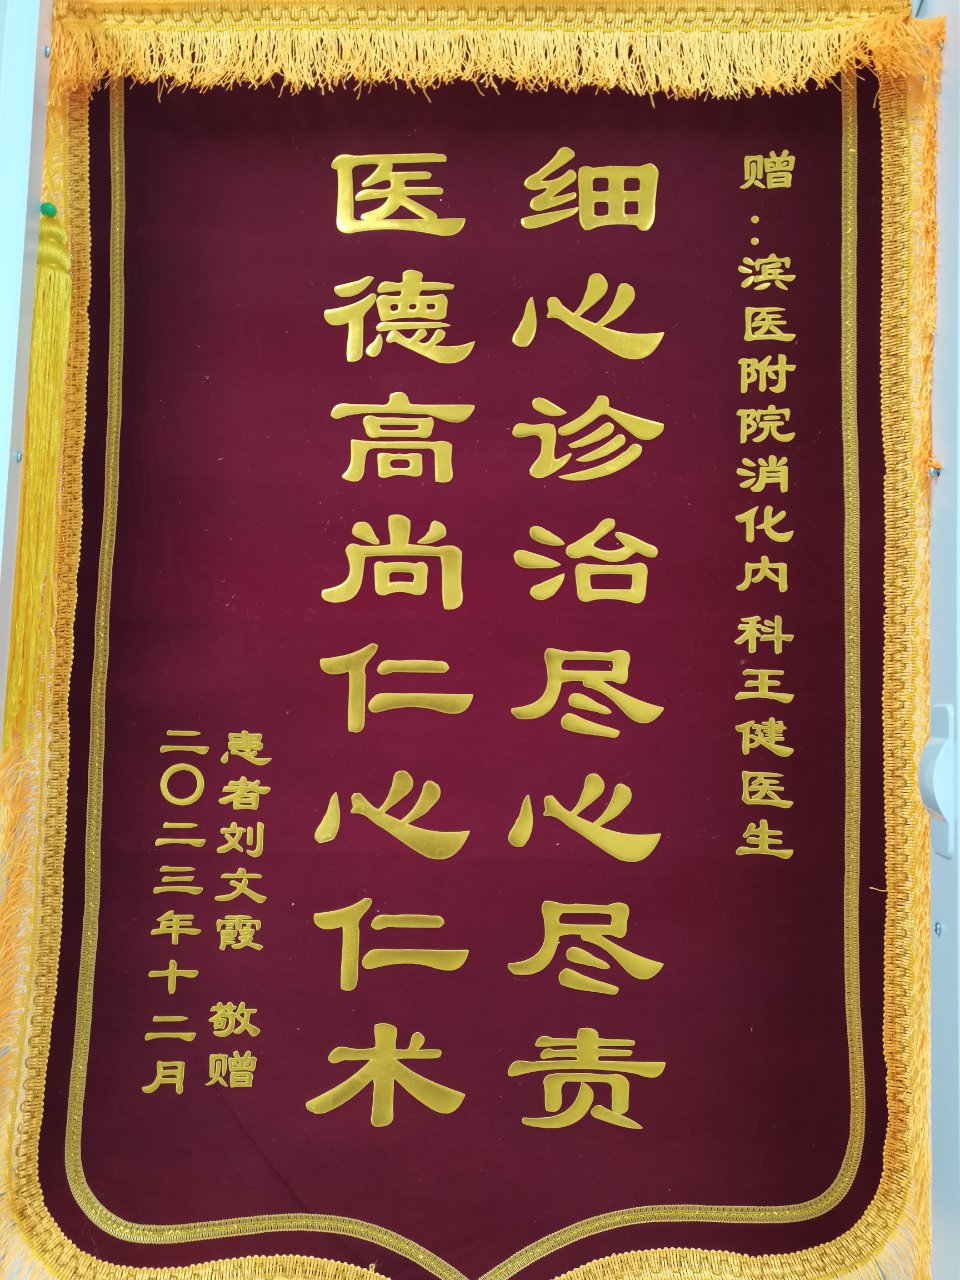 赠：滨医附院消化内科王健医生
细心诊治尽心尽责
医德高尚仁心仁术
患者刘文霞 敬赠
二〇二三年十二月